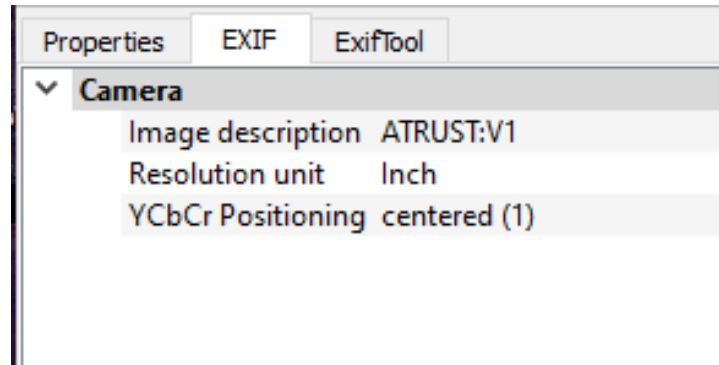 Properties EXIF ExifTool
Camera
Image description ATRUST:V1
Resolution unit Inch
YCbCr Positioning centered (1)